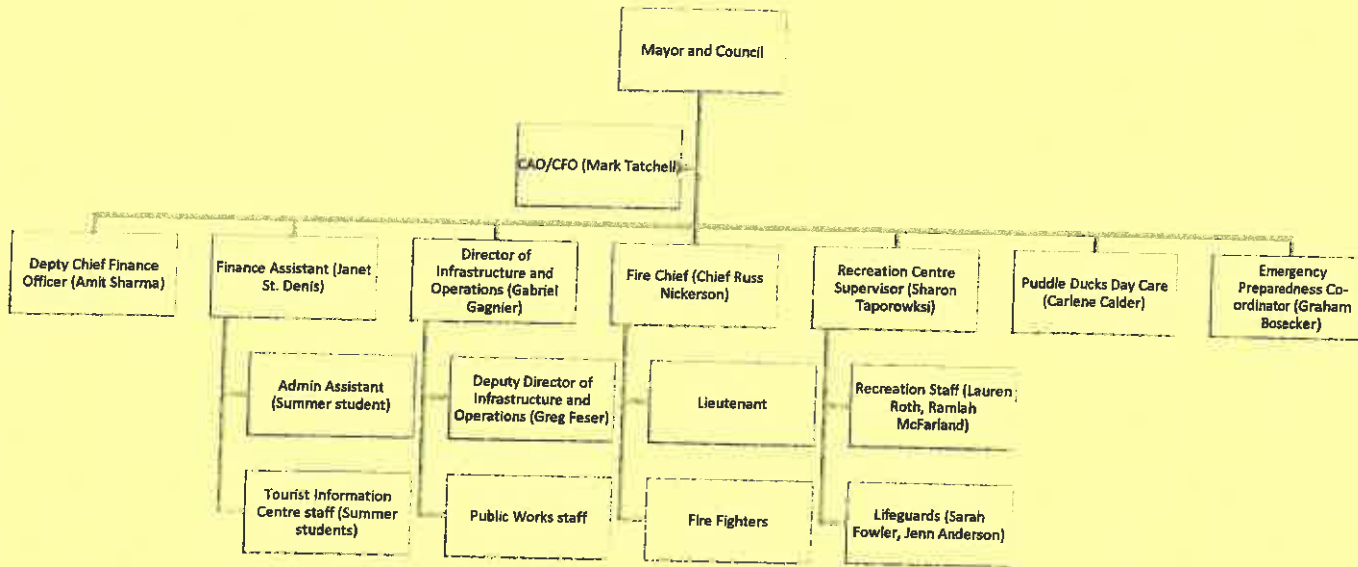 Mayor and Council
CAO/CFO (Mark Tatchell)
Depty Chief Finance
Officer (Amit Sharma)
Finance Assistant (Janet
St. Denis)
Director of
Infrastructure and
Operations (Gabriel
Gagnier)
Fire Chief (Chief Russ
Nickerson)
Recreation Centre
Supervisor (Sharon
Taporowksi)
Puddle Ducks Day Care
(Carlene Calder)
Emergency
Preparedness Co-
ordinator (Graham
Bosecker)
Admin Assistant
(Summer student)
Deputy Director of
Infrastructure and
Operations (Greg Feser)
Lieutenant
Recreation Staff (Lauren
Roth, Ramlah
McFarland)
Tourist Information
Centre staff (Summer
students)
Public Works staff
Fire Fighters
Lifeguards (Sarah
Fowler, Jenn Anderson)